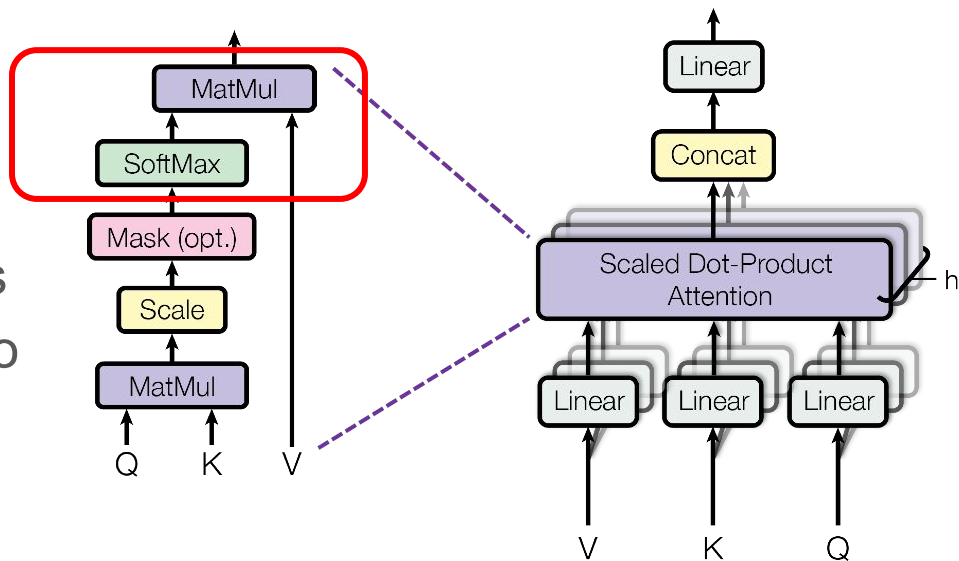 MatMul
SoftMax
Mask (opt.)
Scale
MatMul
Q K V
Linear
Concat
Scaled Dot-Product
Attention
h
Linear Linear Linear
V K Q
s
o